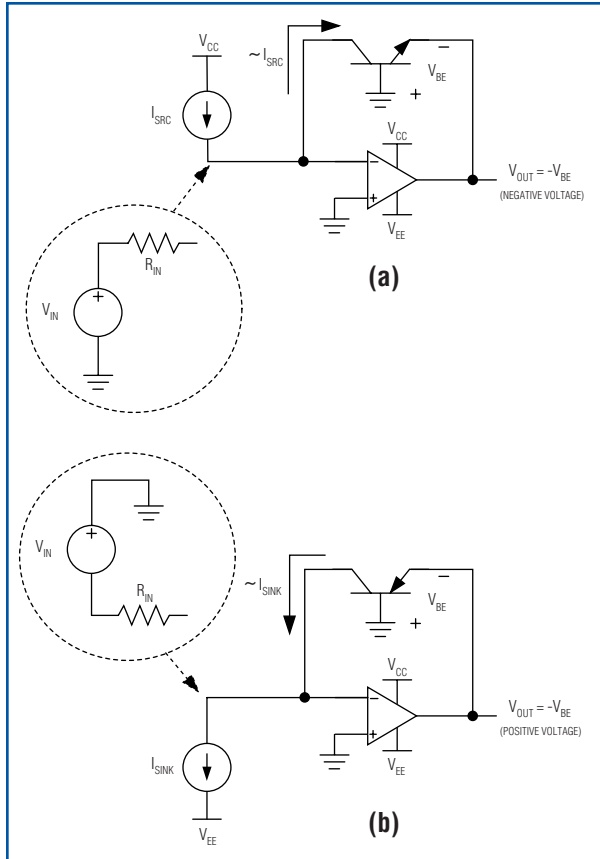 ~ I_SRC
V_CC
V_BE
I_SRC
V_CC
V_OUT = -V_BE
(NEGATIVE VOLTAGE)
V_EE
R_IN
(a)
V_IN
V_IN
~ I_SINK
R_IN
V_BE
V_CC
V_OUT = -V_BE
(POSITIVE VOLTAGE)
I_SINK
V_EE
V_EE
(b)